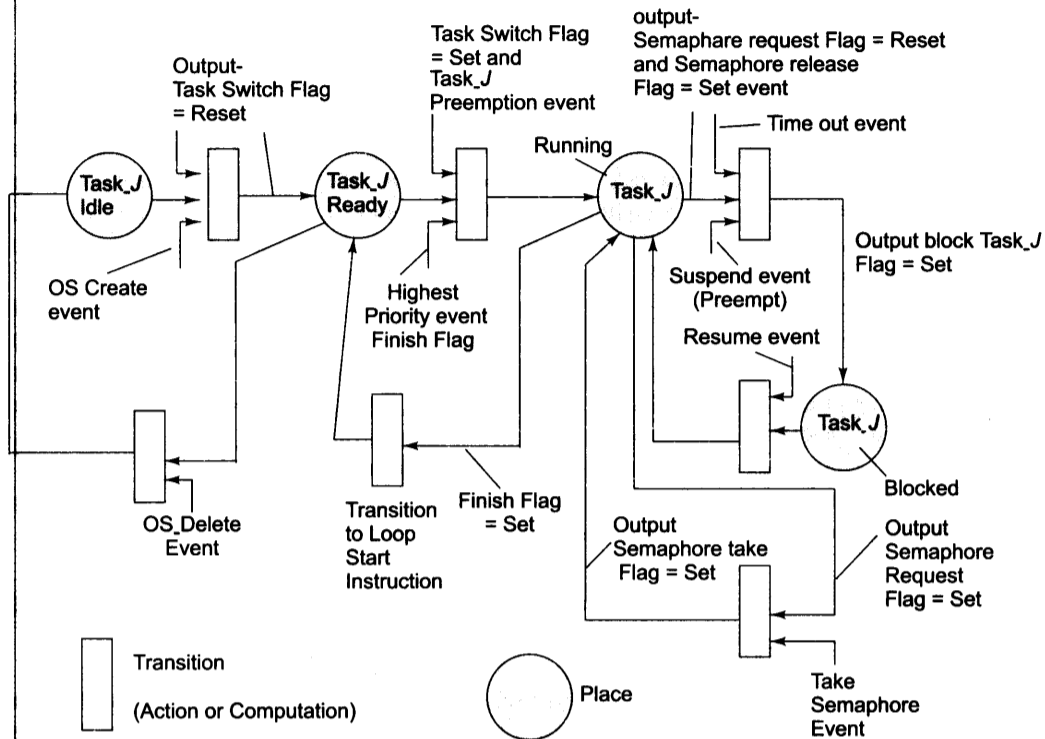 output-
Semaphare request Flag = Reset
and Semaphore release
Flag = Set event
Task Switch Flag
= Set and
Task_J
Preemption event
Output-
Task Switch Flag
= Reset
Time out event
Running
Task_J
Idle
Task_J
Ready
Task_J
OS Create
event
Highest
Priority event
Finish Flag
Suspend event
(Preempt)
Output block Task_J
Flag = Set
Resume event
Task_J
Blocked
OS_Delete
Event
Transition
to Loop
Start
Instruction
Finish Flag
= Set
Output
Semaphore take
Flag = Set
Output
Semaphore
Request
Flag = Set
Take
Semaphore
Event
Transition
(Action or Computation)
Place